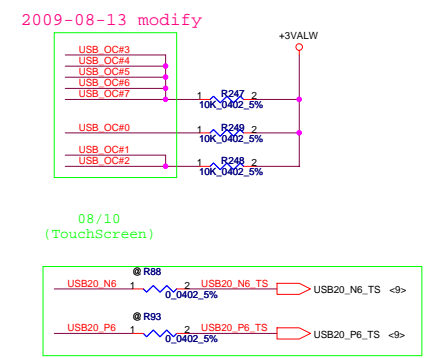 2009-08-13 modify
+3VALW
USB_OC#3
USB_OC#4
USB_OC#5
USB_OC#6
USB_OC#7
1 R247 2
10K_0402_5%
USB_OC#0
1 R249 2
10K_0402_5%
USB_OC#1
USB_OC#2
1 R248 2
10K_0402_5%
08/10
(TouchScreen)
@ R88
USB20_N6 1 2 USB20_N6_TS USB20_N6_TS <9>
0_0402_5%
@ R93
USB20_P6 1 2 USB20_P6_TS USB20_P6_TS <9>
0_0402_5%